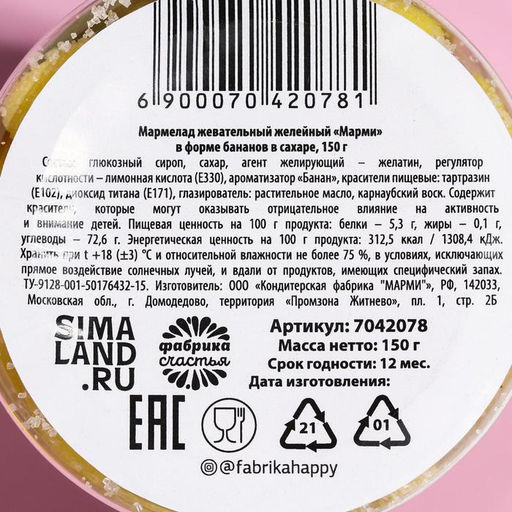 6 900070 420781
Мармелад жевательный желейный «Марми»
в форме бананов в сахаре, 150 г
Состав: глюкозный сироп, сахар, агент желирующий – желатин, регулятор
кислотности – лимонная кислота (Е330), ароматизатор «Банан», красители пищевые: тартразин
(Е102), диоксид титана (Е171), глазирователь: растительное масло, карнаубский воск. Содержит
красители, которые могут оказывать отрицательное влияние на активность
и внимание детей. Пищевая ценность на 100 г продукта: белки – 5,3 г, жиры – 0,1 г,
углеводы – 72,6 г. Энергетическая ценность на 100 г продукта: 312,5 ккал / 1308,4 кДж.
Хранить при t +18 (±3) °С и относительной влажности не более 75 %, в условиях, исключающих
прямое воздействие солнечных лучей, и вдали от продуктов, имеющих специфический запах.
ТУ-9128-001-50176432-15. Изготовитель: ООО «Кондитерская фабрика "МАРМИ"», РФ, 142031,
Московская обл., г. Домодедово, территория «Промзона Житнево», пл. 1, стр. 2Б
SIMA
LAND
.RU
фабрика
счастья
Артикул: 7042078
Масса нетто: 150 г
Срок годности: 12 мес.
Дата изготовления:
EAC
21
01
@fabrikahappy